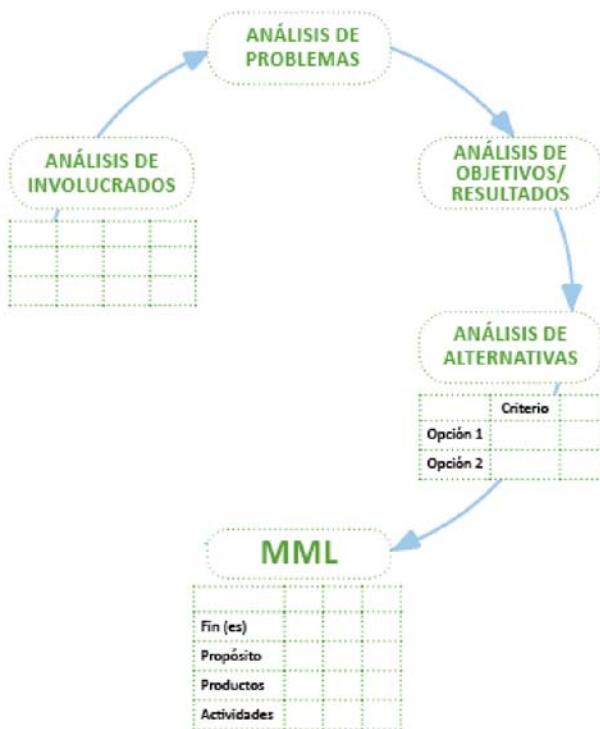 ANÁLISIS DE
PROBLEMAS
ANÁLISIS DE
INVOLUCRADOS
ANÁLISIS DE
OBJETIVOS/
RESULTADOS
ANÁLISIS DE
ALTERNATIVAS
Criterio
Opción 1
Opción 2
MML
Fin (es)
Propósito
Productos
Actividades